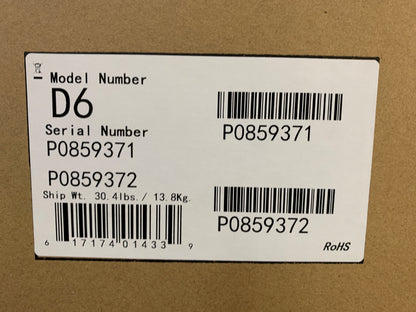 Model Number
D6
Serial Number
P0859371
P0859372
Ship Wt. 30.4lbs./ 13.8Kg.
6 17174 01433 9
P0859371
P0859372
RoHS